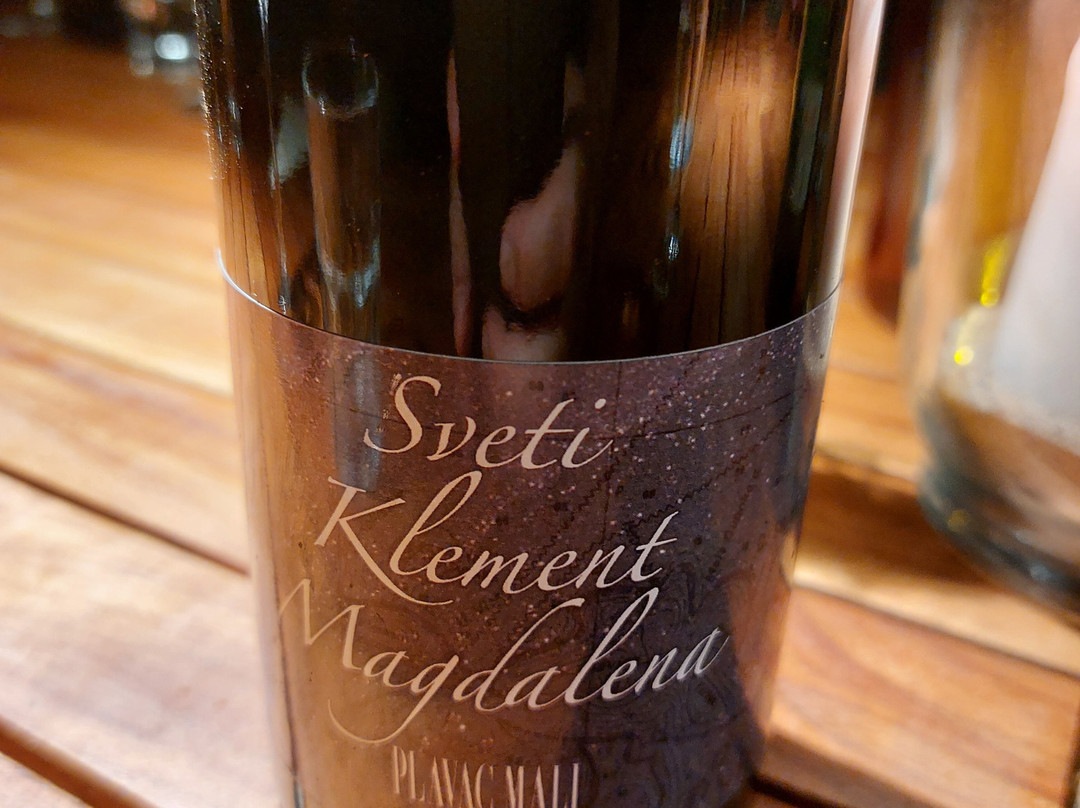 Sveti
Klement
Magdalena
PLAVAC MALI